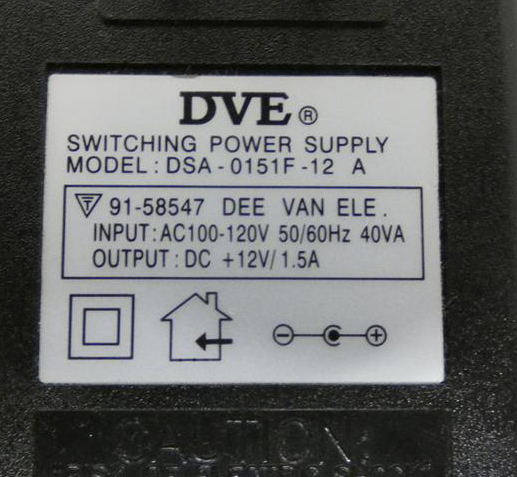 DVE®
SWITCHING POWER SUPPLY
MODEL : DSA - 0151F -12 A
91-58547 DEE VAN ELE .
INPUT : AC100-120V 50/60Hz 40VA
OUTPUT : DC +12V/ 1.5A
CAUTION: